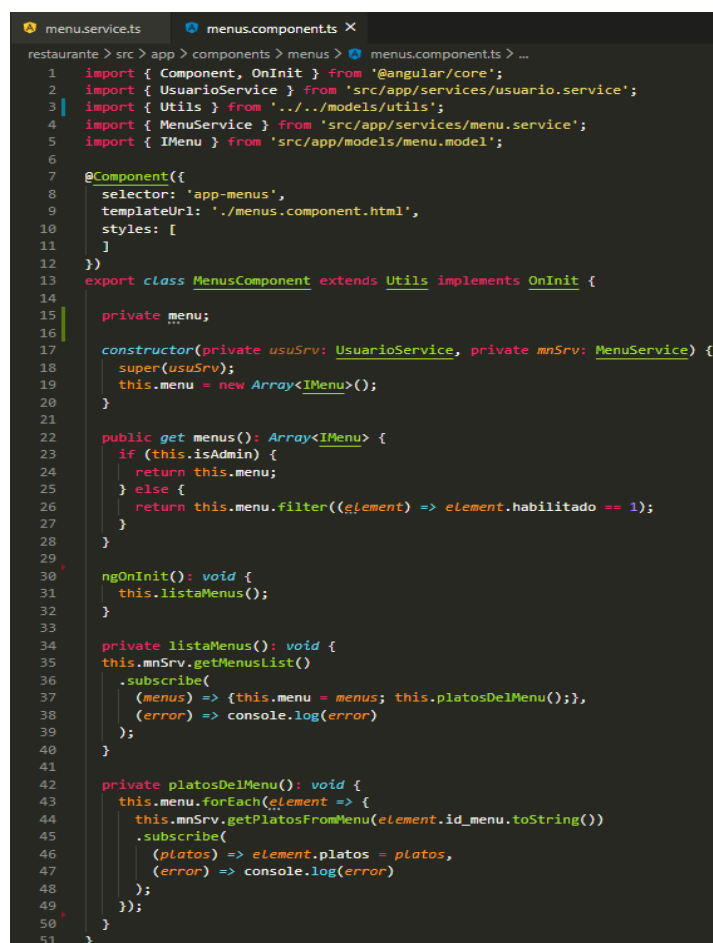 menu.service.ts menus.component.ts ×
restaurante > src > app > components > menus > menus.component.ts > ...
1 import { Component, OnInit } from '@angular/core';
2 import { UsuarioService } from 'src/app/services/usuario.service';
3 import { Utils } from '../../models/utils';
4 import { MenuService } from 'src/app/services/menu.service';
5 import { IMenu } from 'src/app/models/menu.model';
6
7 @Component({
8 selector: 'app-menus',
9 templateUrl: './menus.component.html',
10 styles: [
11 ]
12 })
13 export class MenusComponent extends Utils implements OnInit {
14
15 private menu;
16
17 constructor(private usuSrv: UsuarioService, private mnSrv: MenuService) {
18 super(usuSrv);
19 this.menu = new Array<IMenu>();
20 }
21
22 public get menus(): Array<IMenu> {
23 if (this.isAdmin) {
24 return this.menu;
25 } else {
26 return this.menu.filter((element) => element.habilitado == 1);
27 }
28 }
29
30 ngOnInit(): void {
31 this.listaMenus();
32 }
33
34 private listaMenus(): void {
35 this.mnSrv.getMenusList()
36 .subscribe(
37 (menus) => {this.menu = menus; this.platosDelMenu();},
38 (error) => console.log(error)
39 );
40 }
41
42 private platosDelMenu(): void {
43 this.menu.forEach(element => {
44 this.mnSrv.getPlatosFromMenu(element.id_menu.toString())
45 .subscribe(
46 (platos) => element.platos = platos,
47 (error) => console.log(error)
48 );
49 });
50 }
51 }